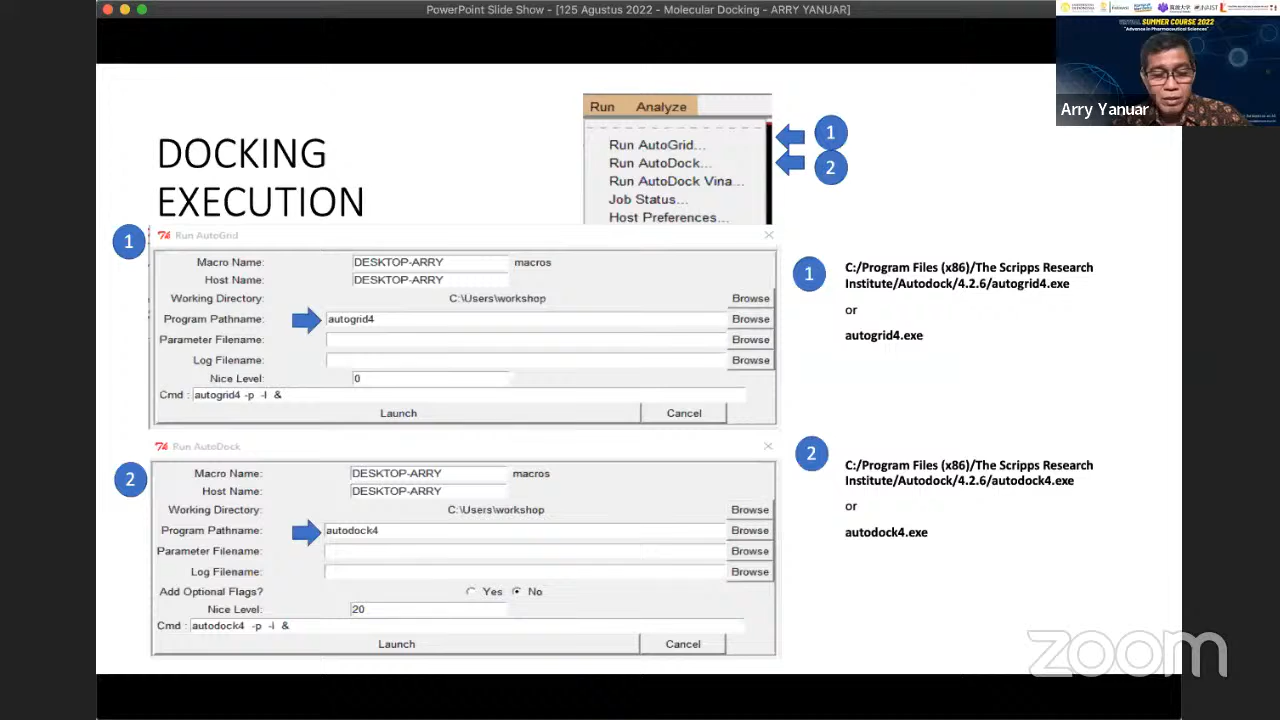 PowerPoint Slide Show - [125 Agustus 2022 - Molecular Docking - ARRY YANUAR]
SUMMER COURSE 2022
"Advance in Pharmaceutical Sciences"
Arry Yanuar
DOCKING
EXECUTION
Run Analyze
Run AutoGrid...
Run AutoDock...
Run AutoDock Vina...
Job Status...
Host Preferences...
1
2
1
Run AutoGrid
Macro Name: DESKTOP-ARRY macros
Host Name: DESKTOP-ARRY
Working Directory: C:\Users\workshop Browse
Program Pathname: autogrid4 Browse
Parameter Filename: Browse
Log Filename: Browse
Nice Level: 0
Cmd : autogrid4 -p -l &
Launch Cancel
1
C:/Program Files (x86)/The Scripps Research
Institute/Autodock/4.2.6/autogrid4.exe
or
autogrid4.exe
2
Run AutoDock
Macro Name: DESKTOP-ARRY macros
Host Name: DESKTOP-ARRY
Working Directory: C:\Users\workshop Browse
Program Pathname: autodock4 Browse
Parameter Filename: Browse
Log Filename: Browse
Add Optional Flags? Yes No
Nice Level: 20
Cmd : autodock4 -p -l &
Launch Cancel
2
C:/Program Files (x86)/The Scripps Research
Institute/Autodock/4.2.6/autodock4.exe
or
autodock4.exe
zoom